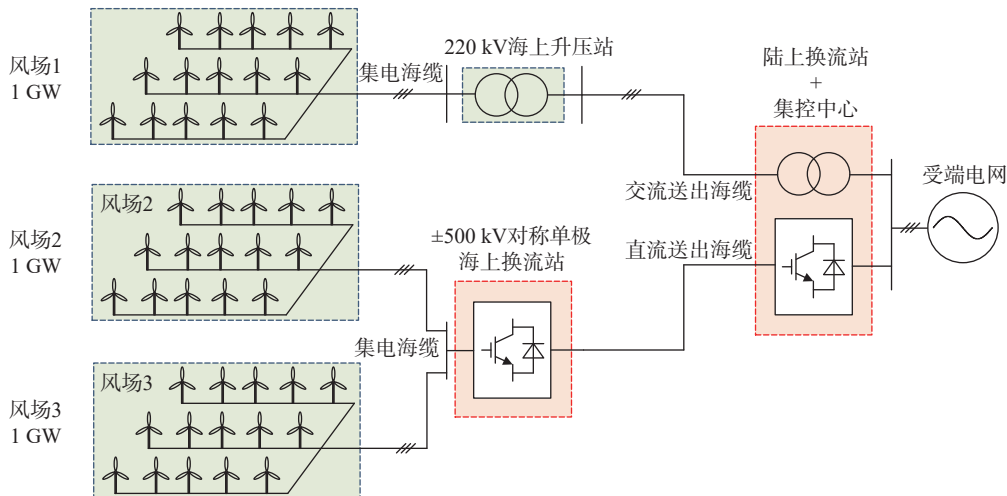 风场1
1 GW
集电海缆
220 kV海上升压站
陆上换流站
+
集控中心
交流送出海缆
受端电网
风场2
风场2
1 GW
±500 kV对称单极
海上换流站
直流送出海缆
集电海缆
风场3
风场3
1 GW